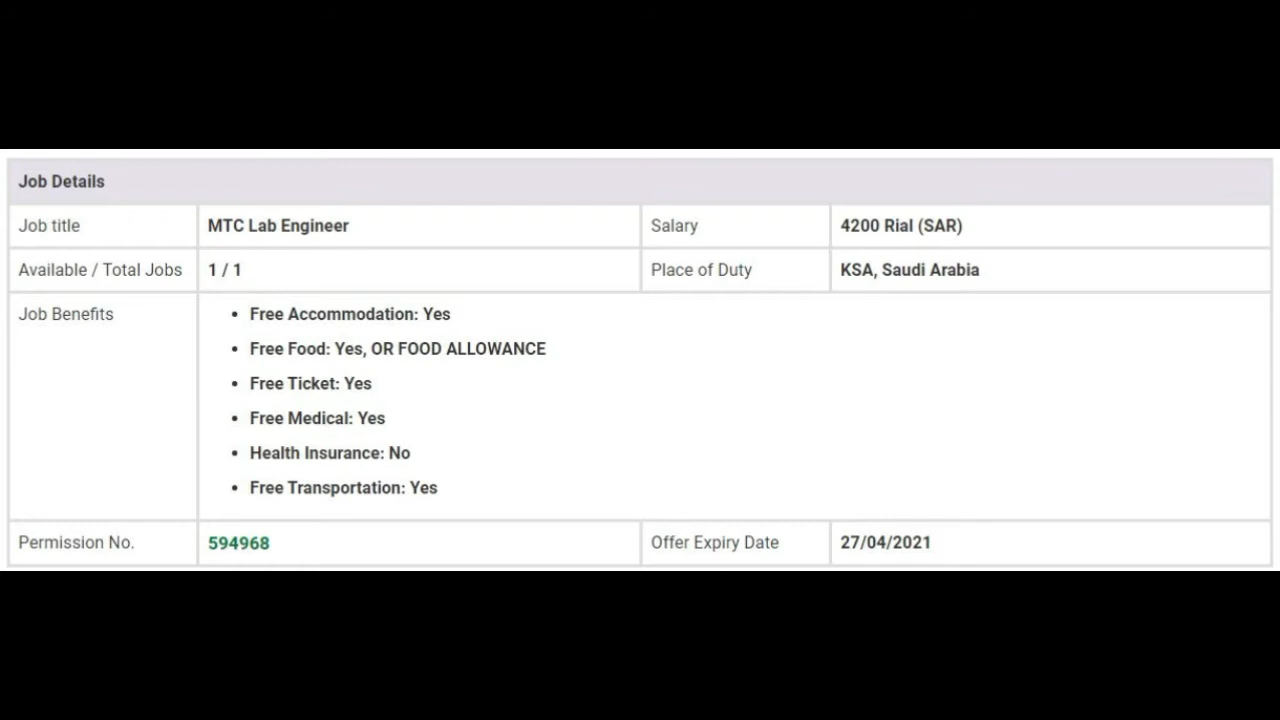 Job Details
Job title MTC Lab Engineer Salary 4200 Rial (SAR)
Available / Total Jobs 1 / 1 Place of Duty KSA, Saudi Arabia
Job Benefits • Free Accommodation: Yes
• Free Food: Yes, OR FOOD ALLOWANCE
• Free Ticket: Yes
• Free Medical: Yes
• Health Insurance: No
• Free Transportation: Yes
Permission No. 594968 Offer Expiry Date 27/04/2021